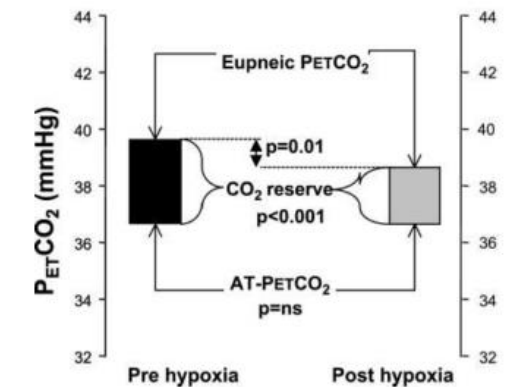 44
44
42
Eupneic PETCO2
42
40
p=0.01
40
38
CO2 reserve
38
p<0.001
36
36
34
AT-PETCO2
34
p=ns
32
32
PETCO2 (mmHg)
Pre hypoxia
Post hypoxia